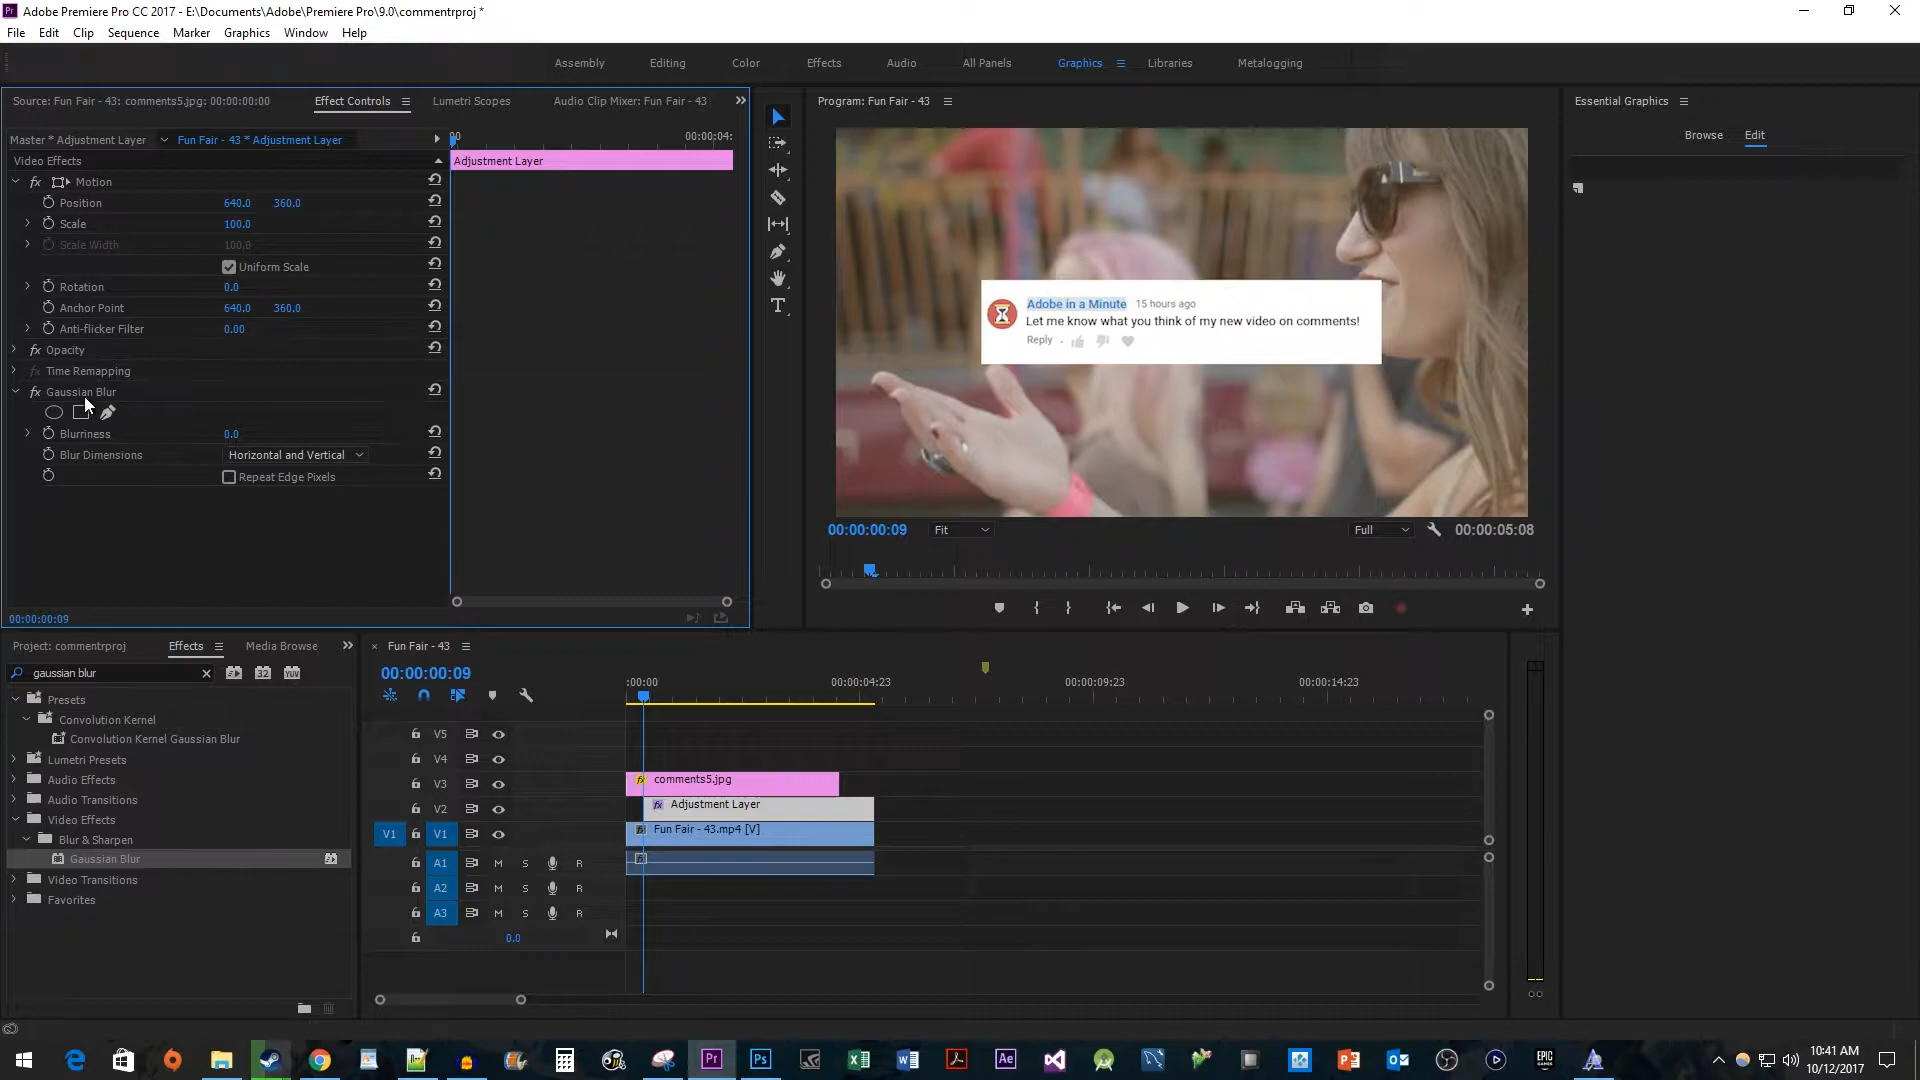 Adobe Premiere Pro CC 2017 - E:\Documents\Adobe\Premiere Pro\9.0\commentrproj *
File Edit Clip Sequence Marker Graphics Window Help
Assembly Editing Color Effects Audio All Panels Graphics Libraries Metalogging
Source: Fun Fair - 43: comments5.jpg: 00:00:00:00 Effect Controls Lumetri Scopes Audio Clip Mixer: Fun Fair - 43
Program: Fun Fair - 43
Essential Graphics
Browse Edit
Master * Adjustment Layer Fun Fair - 43 * Adjustment Layer
00:00:04:
Video Effects
Adjustment Layer
fx Motion
Position 640.0 360.0
Scale 100.0
Scale Width 100.0
Uniform Scale
Rotation 0.0
Anchor Point 640.0 360.0
Anti-flicker Filter 0.00
fx Opacity
fx Time Remapping
fx Gaussian Blur
Blurriness 0.0
Blur Dimensions Horizontal and Vertical
Repeat Edge Pixels
00:00:00:09
Adobe in a Minute 15 hours ago
Let me know what you think of my new video on comments!
Reply
00:00:00:09 Fit Full 00:00:05:08
Project: commentrproj Effects Media Browse
gaussian blur
32 YUV
Presets
Convolution Kernel
Convolution Kernel Gaussian Blur
Lumetri Presets
Audio Effects
Audio Transitions
Video Effects
Blur & Sharpen
Gaussian Blur
Video Transitions
Favorites
× Fun Fair - 43
00:00:00:09
:00:00 00:00:04:23 00:00:09:23 00:00:14:23
V5
V4
V3 fx comments5.jpg
V2 fx Adjustment Layer
V1 V1 fx Fun Fair - 43.mp4 [V]
A1 M S R fx
A2 M S R
A3 M S R
0.0
Pr Ps Ae
10:41 AM
10/12/2017